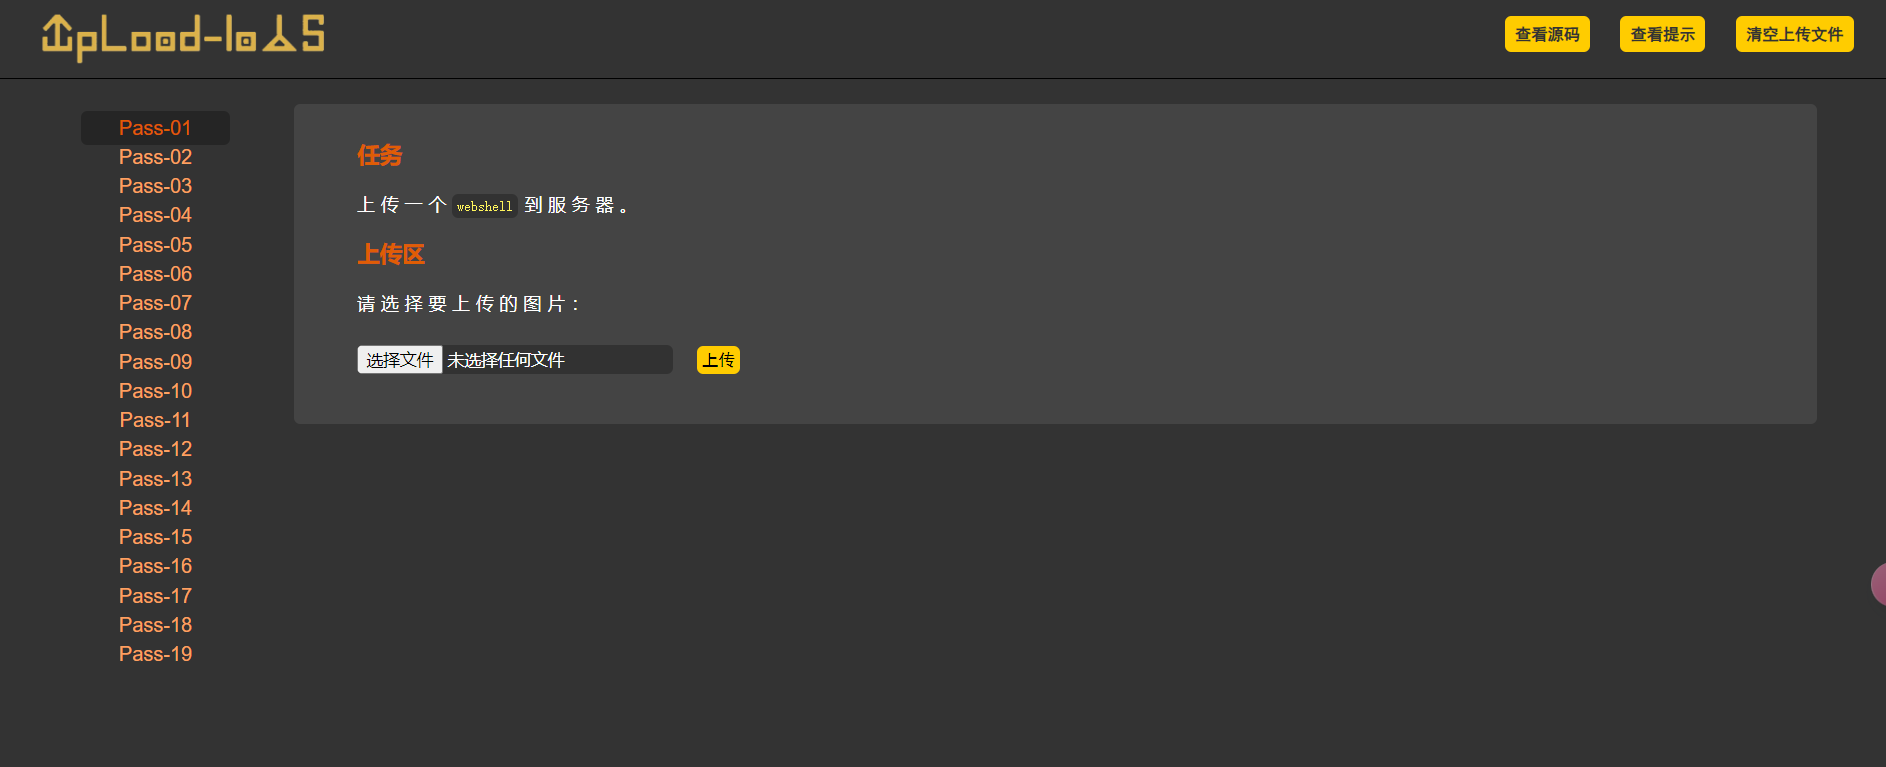 UpLoad-labs
查看源码 查看提示 清空上传文件
Pass-01
Pass-02
Pass-03
Pass-04
Pass-05
Pass-06
Pass-07
Pass-08
Pass-09
Pass-10
Pass-11
Pass-12
Pass-13
Pass-14
Pass-15
Pass-16
Pass-17
Pass-18
Pass-19
任务
上传一个 webshell 到服务器。
上传区
请选择要上传的图片：
选择文件 未选择任何文件 上传